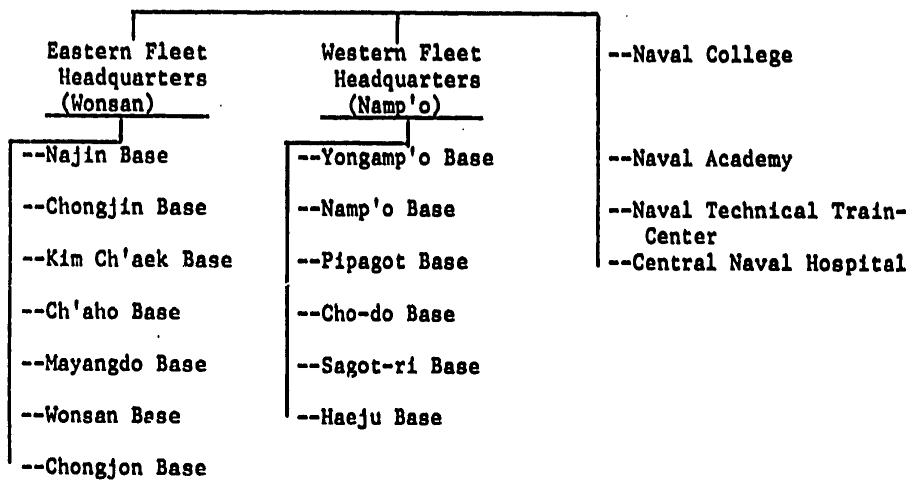 Eastern Fleet
Headquarters
(Wonsan)
--Najin Base
--Chongjin Base
--Kim Ch'aek Base
--Ch'aho Base
--Mayangdo Base
--Wonsan Base
--Chongjon Base
Western Fleet
Headquarters
(Namp'o)
--Yongamp'o Base
--Namp'o Base
--Pipagot Base
--Cho-do Base
--Sagot-ri Base
--Haeju Base
--Naval College
--Naval Academy
--Naval Technical Train-
Center
--Central Naval Hospital